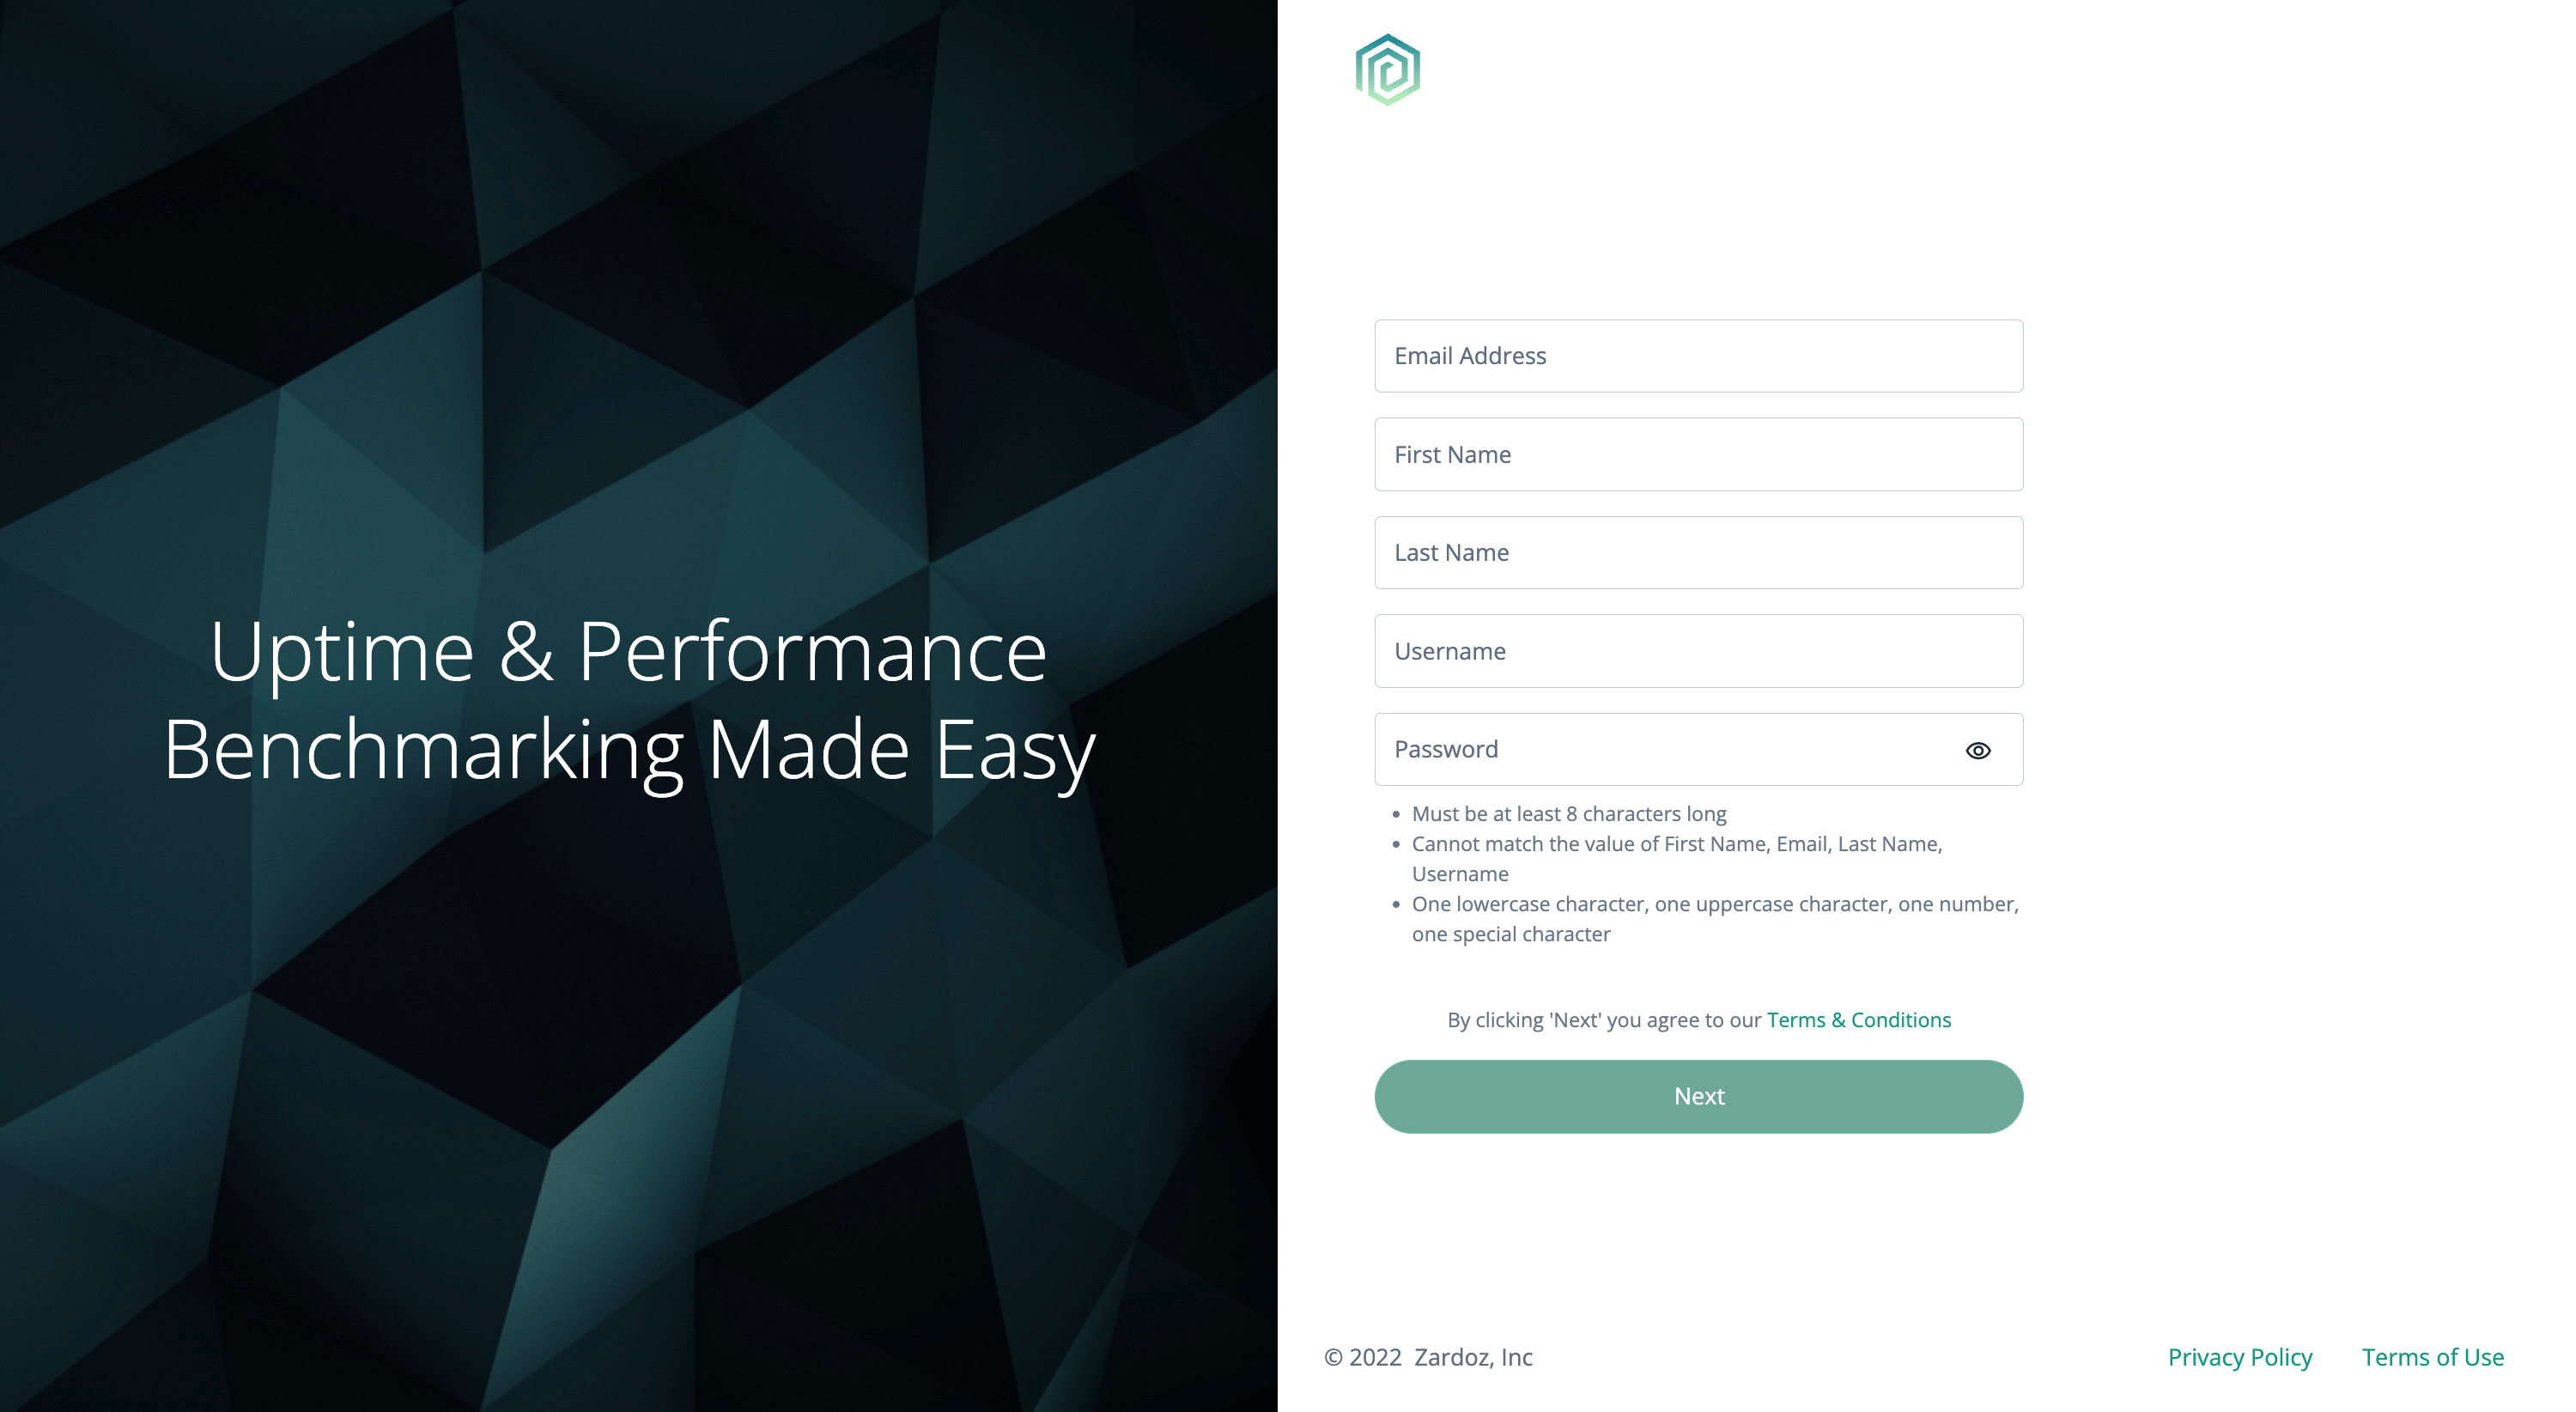 Uptime & Performance
Benchmarking Made Easy
Email Address
First Name
Last Name
Username
Password
• Must be at least 8 characters long
• Cannot match the value of First Name, Email, Last Name,
Username
• One lowercase character, one uppercase character, one number,
one special character
By clicking 'Next' you agree to our Terms & Conditions
Next
© 2022 Zardoz, Inc
Privacy Policy
Terms of Use